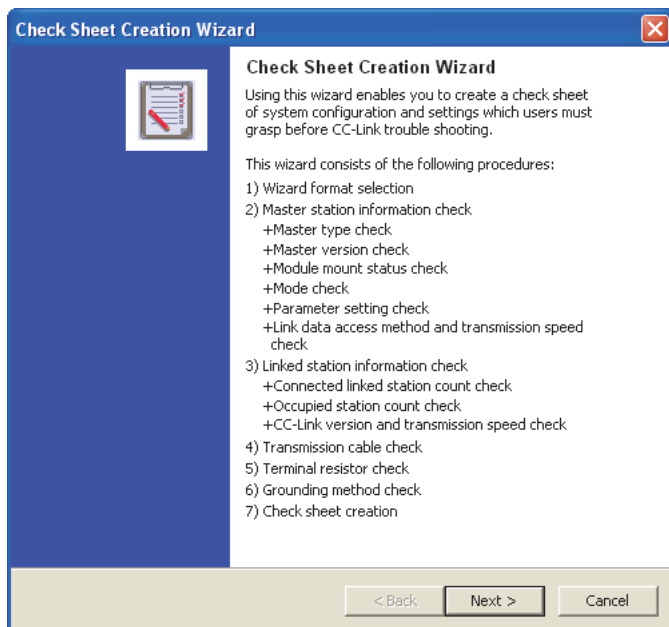 Check Sheet Creation Wizard
Check Sheet Creation Wizard
Using this wizard enables you to create a check sheet
of system configuration and settings which users must
grasp before CC-Link trouble shooting.
This wizard consists of the following procedures:
1) Wizard format selection
2) Master station information check
+Master type check
+Master version check
+Module mount status check
+Mode check
+Parameter setting check
+Link data access method and transmission speed
check
3) Linked station information check
+Connected linked station count check
+Occupied station count check
+CC-Link version and transmission speed check
4) Transmission cable check
5) Terminal resistor check
6) Grounding method check
7) Check sheet creation
< Back
Next >
Cancel